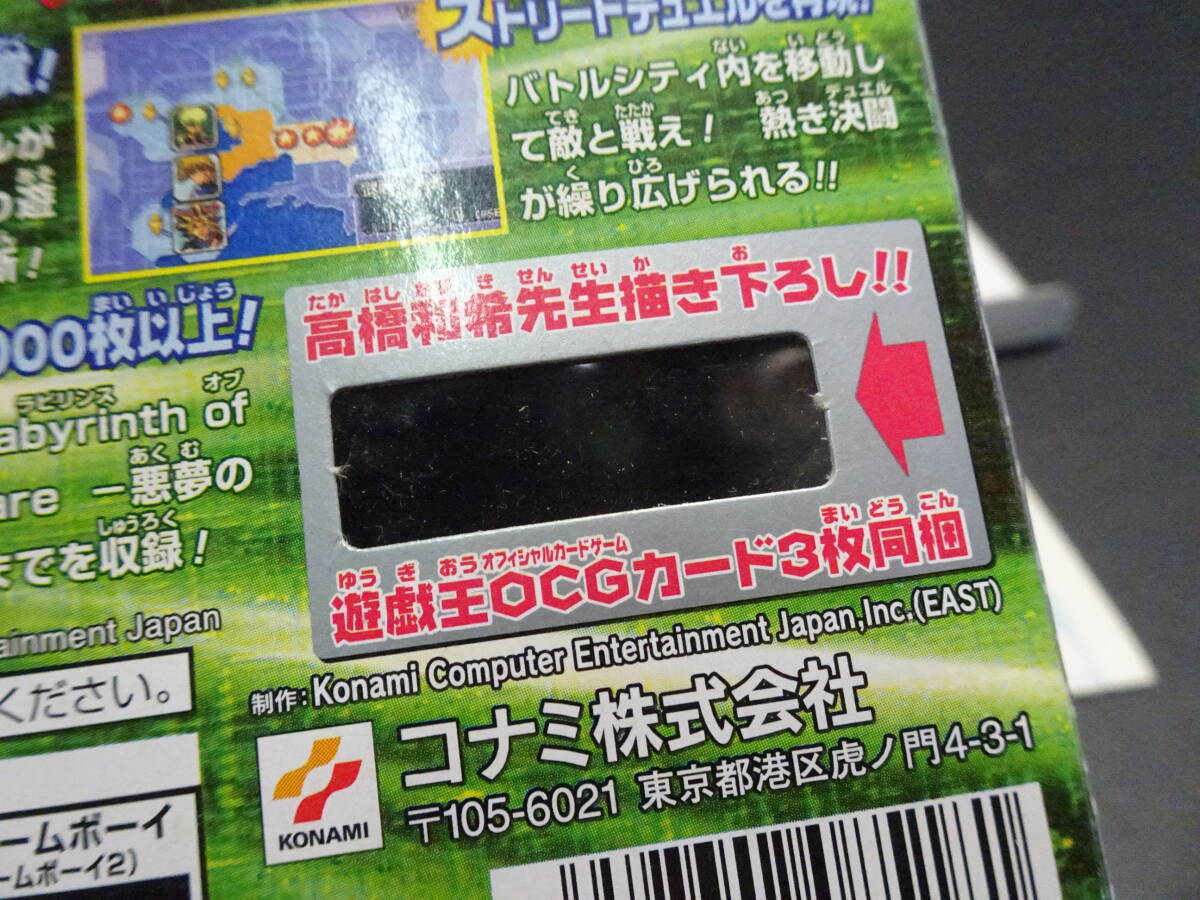 ストリートデュエルを再現!
バトルシティ内を移動し
て敵と戦え! 熱き決闘
が繰り広げられる!!
ルが
遊
!
000枚以上!
abyrinth of
are －悪夢の
までを収録!
高橋和希先生描き下ろし!!
遊戯王OCGカード3枚同梱
ainment Japan
ください。
制作:Konami Computer Entertainment Japan,Inc.(EAST)
コナミ株式会社
〒105-6021 東京都港区虎ノ門4-3-1
KONAMI
ームボーイ
ームボーイ2)